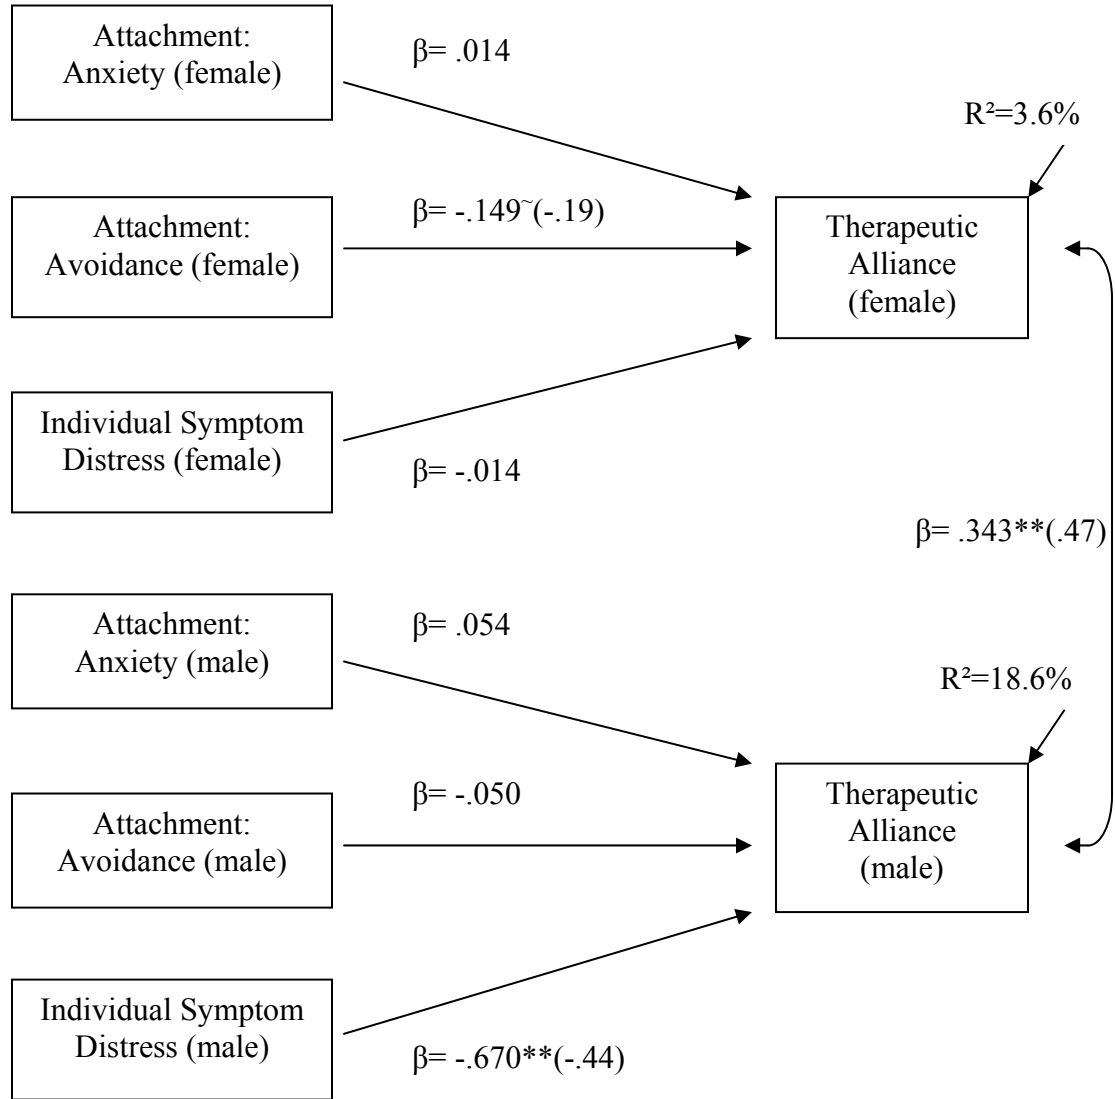 Attachment:
Anxiety (female)
β= .014
R²=3.6%
Attachment:
Avoidance (female)
β= -.149~(-.19)
Therapeutic
Alliance
(female)
Individual Symptom
Distress (female)
β= -.014
β= .343**(.47)
Attachment:
Anxiety (male)
β= .054
R²=18.6%
Attachment:
Avoidance (male)
β= -.050
Therapeutic
Alliance
(male)
Individual Symptom
Distress (male)
β= -.670**(-.44)